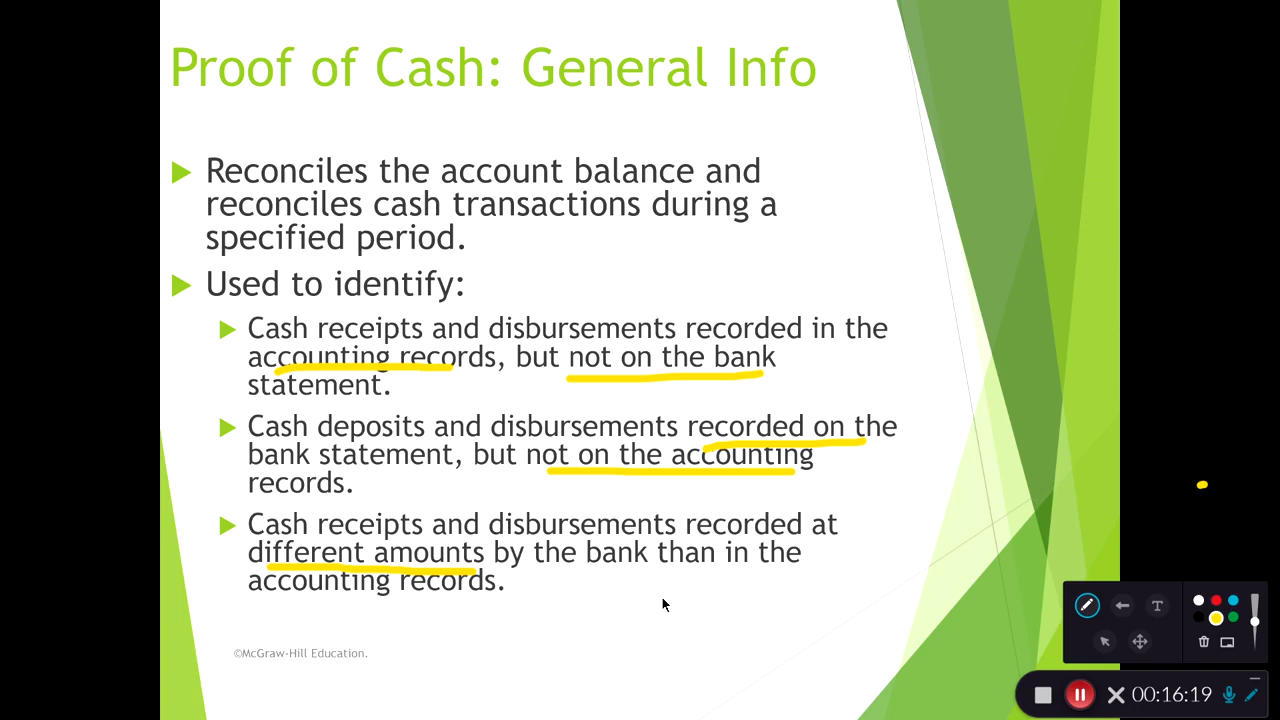 Proof of Cash: General Info
Reconciles the account balance and
reconciles cash transactions during a
specified period.
Used to identify:
Cash receipts and disbursements recorded in the
accounting records, but not on the bank
statement.
Cash deposits and disbursements recorded on the
bank statement, but not on the accounting
records.
Cash receipts and disbursements recorded at
different amounts by the bank than in the
accounting records.
©McGraw-Hill Education.
T
00:16:19